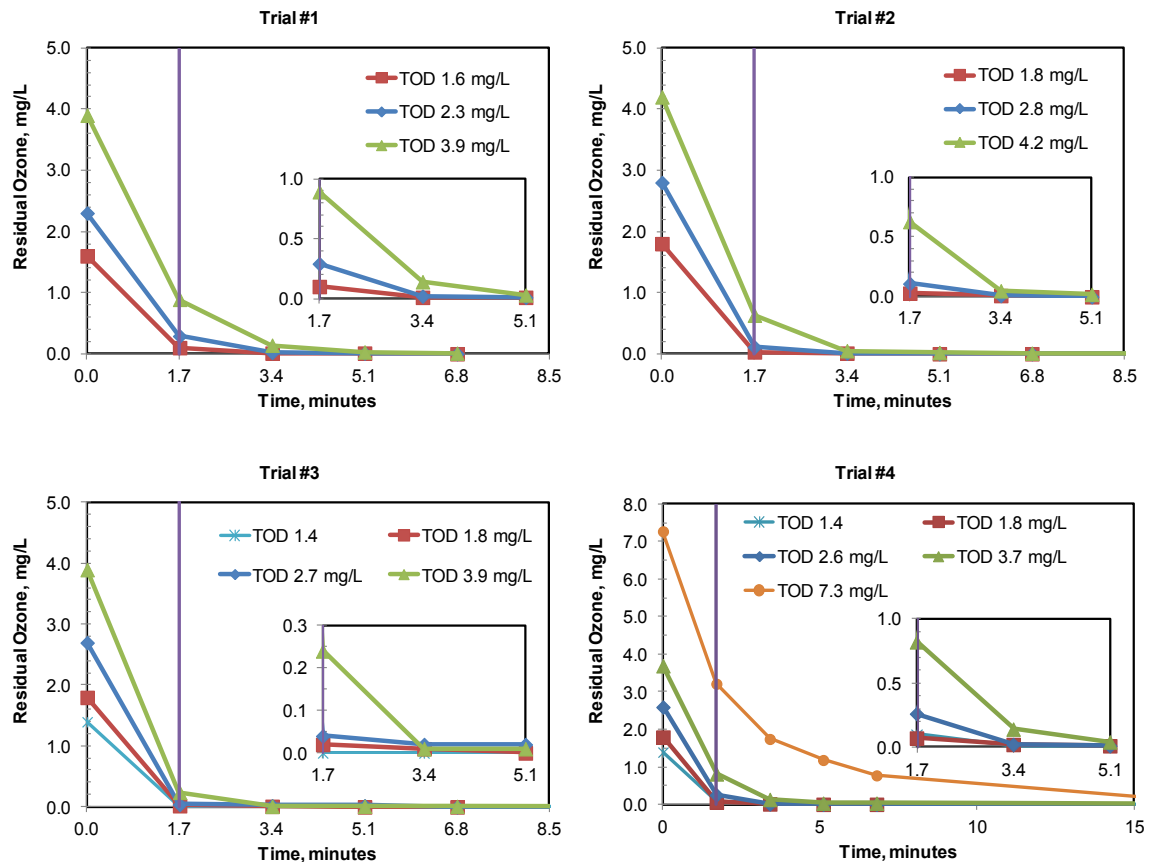 Trial #1
Residual Ozone, mg/L
5.0
4.0
3.0
2.0
1.0
0.0
TOD 1.6 mg/L
TOD 2.3 mg/L
TOD 3.9 mg/L
1.0
0.5
0.0
1.7 3.4 5.1
0.0 1.7 3.4 5.1 6.8 8.5
Time, minutes
Trial #2
Residual Ozone, mg/L
5.0
4.0
3.0
2.0
1.0
0.0
TOD 1.8 mg/L
TOD 2.8 mg/L
TOD 4.2 mg/L
1.0
0.5
0.0
1.7 3.4 5.1
0.0 1.7 3.4 5.1 6.8 8.5
Time, minutes
Trial #3
Residual Ozone, mg/L
5.0
4.0
3.0
2.0
1.0
0.0
TOD 1.4 TOD 1.8 mg/L
TOD 2.7 mg/L TOD 3.9 mg/L
0.3
0.2
0.1
0.0
1.7 3.4 5.1
0.0 1.7 3.4 5.1 6.8 8.5
Time, minutes
Trial #4
Residual Ozone, mg/L
8.0
7.0
6.0
5.0
4.0
3.0
2.0
1.0
0.0
TOD 1.4 TOD 1.8 mg/L
TOD 2.6 mg/L TOD 3.7 mg/L
TOD 7.3 mg/L
1.0
0.5
0.0
1.7 3.4 5.1
0 5 10 15
Time, minutes